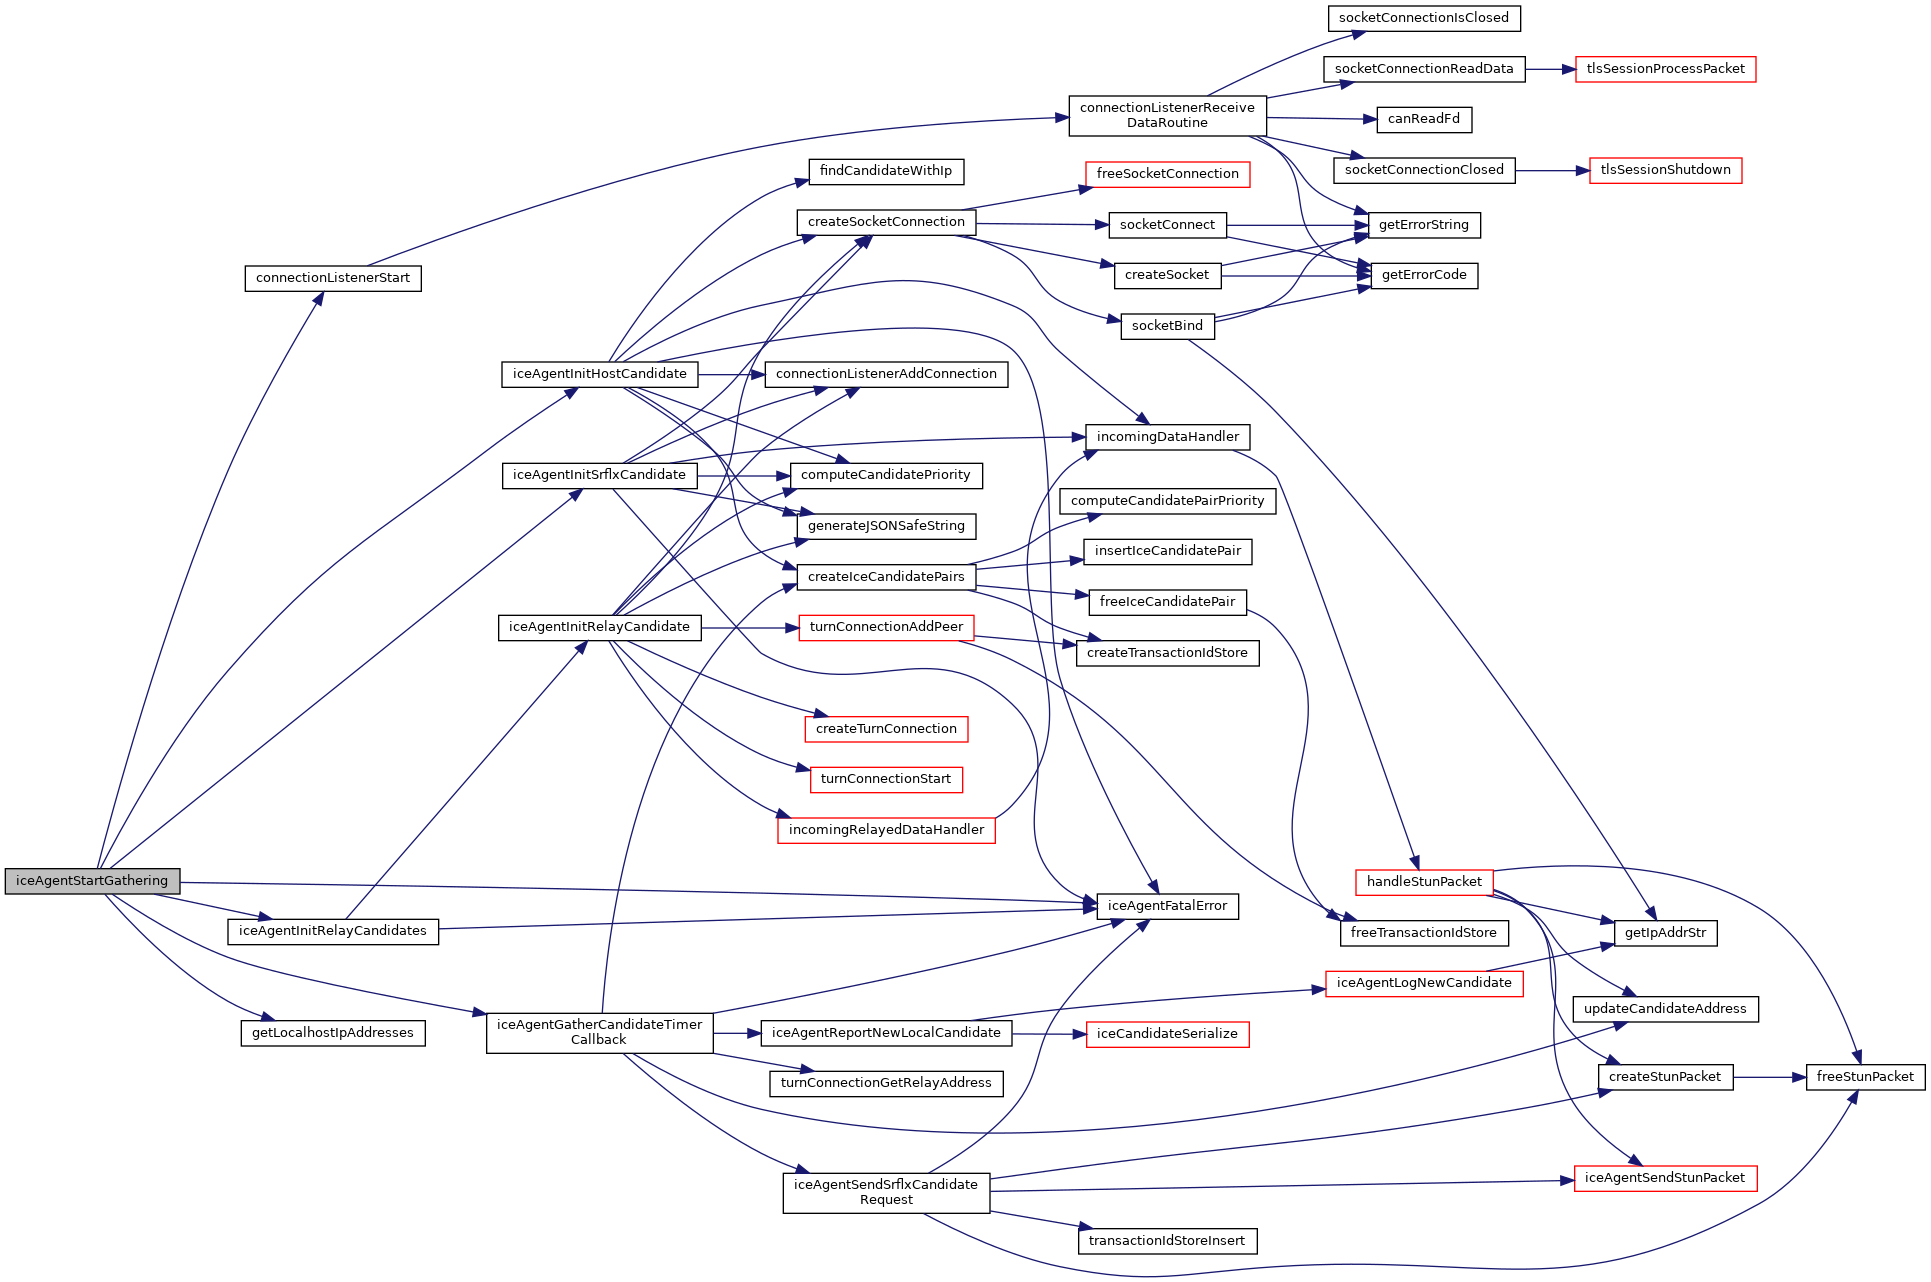 socketConnectionIsClosed
socketConnectionReadData
tlsSessionProcessPacket
connectionListenerReceive
DataRoutine
canReadFd
findCandidateWithIp
freeSocketConnection
socketConnectionClosed
tlsSessionShutdown
createSocketConnection
socketConnect
getErrorString
connectionListenerStart
createSocket
getErrorCode
socketBind
iceAgentInitHostCandidate
connectionListenerAddConnection
incomingDataHandler
iceAgentInitSrflxCandidate
computeCandidatePriority
computeCandidatePairPriority
generateJSONSafeString
insertIceCandidatePair
createIceCandidatePairs
freeIceCandidatePair
iceAgentInitRelayCandidate
turnConnectionAddPeer
createTransactionIdStore
createTurnConnection
turnConnectionStart
incomingRelayedDataHandler
iceAgentStartGathering
handleStunPacket
iceAgentFatalError
iceAgentInitRelayCandidates
freeTransactionIdStore
getIpAddrStr
iceAgentLogNewCandidate
updateCandidateAddress
getLocalhostIpAddresses
iceAgentGatherCandidateTimer
Callback
iceAgentReportNewLocalCandidate
iceCandidateSerialize
turnConnectionGetRelayAddress
createStunPacket
freeStunPacket
iceAgentSendSrflxCandidate
Request
iceAgentSendStunPacket
transactionIdStoreInsert